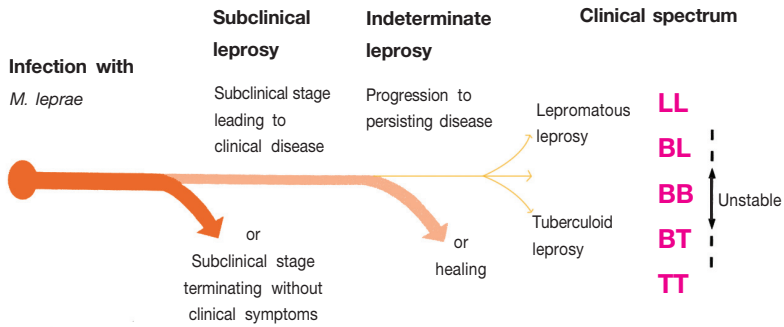 Infection with
M. leprae
Subclinical
leprosy
Subclinical stage
leading to
clinical disease
or
Subclinical stage
terminating without
clinical symptoms
Indeterminate
leprosy
Progression to
persisting disease
or
healing
Clinical spectrum
Lepromatous
leprosy
Tuberculoid
leprosy
LL
BL
BB
BT
TT
Unstable